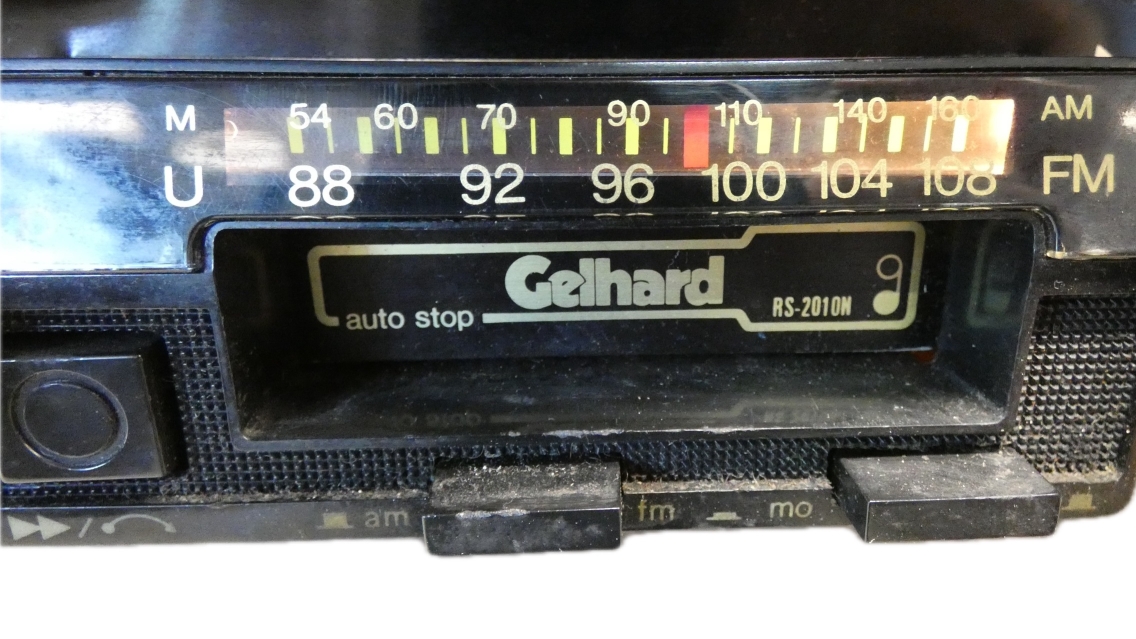 M 54 60 70 90 110 140 160 AM
U 88 92 96 100 104 108 FM
Gelhard
auto stop RS-2010N
am fm mo